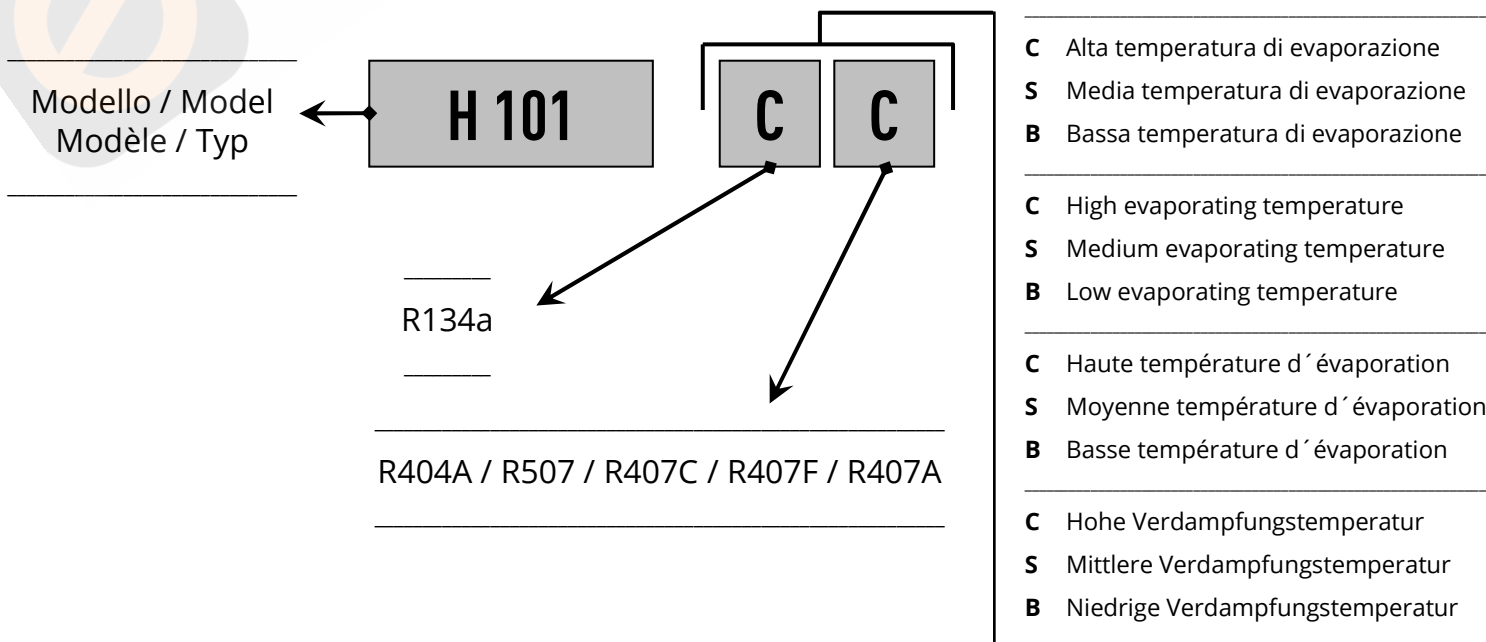 Modello / Model
Modèle / Typ
H 101
C
C
R134a
R404A / R507 / R407C / R407F / R407A
C Alta temperatura di evaporazione
S Media temperatura di evaporazione
B Bassa temperatura di evaporazione
C High evaporating temperature
S Medium evaporating temperature
B Low evaporating temperature
C Haute température d´évaporation
S Moyenne température d´évaporation
B Basse température d´évaporation
C Hohe Verdampfungstemperatur
S Mittlere Verdampfungstemperatur
B Niedrige Verdampfungstemperatur